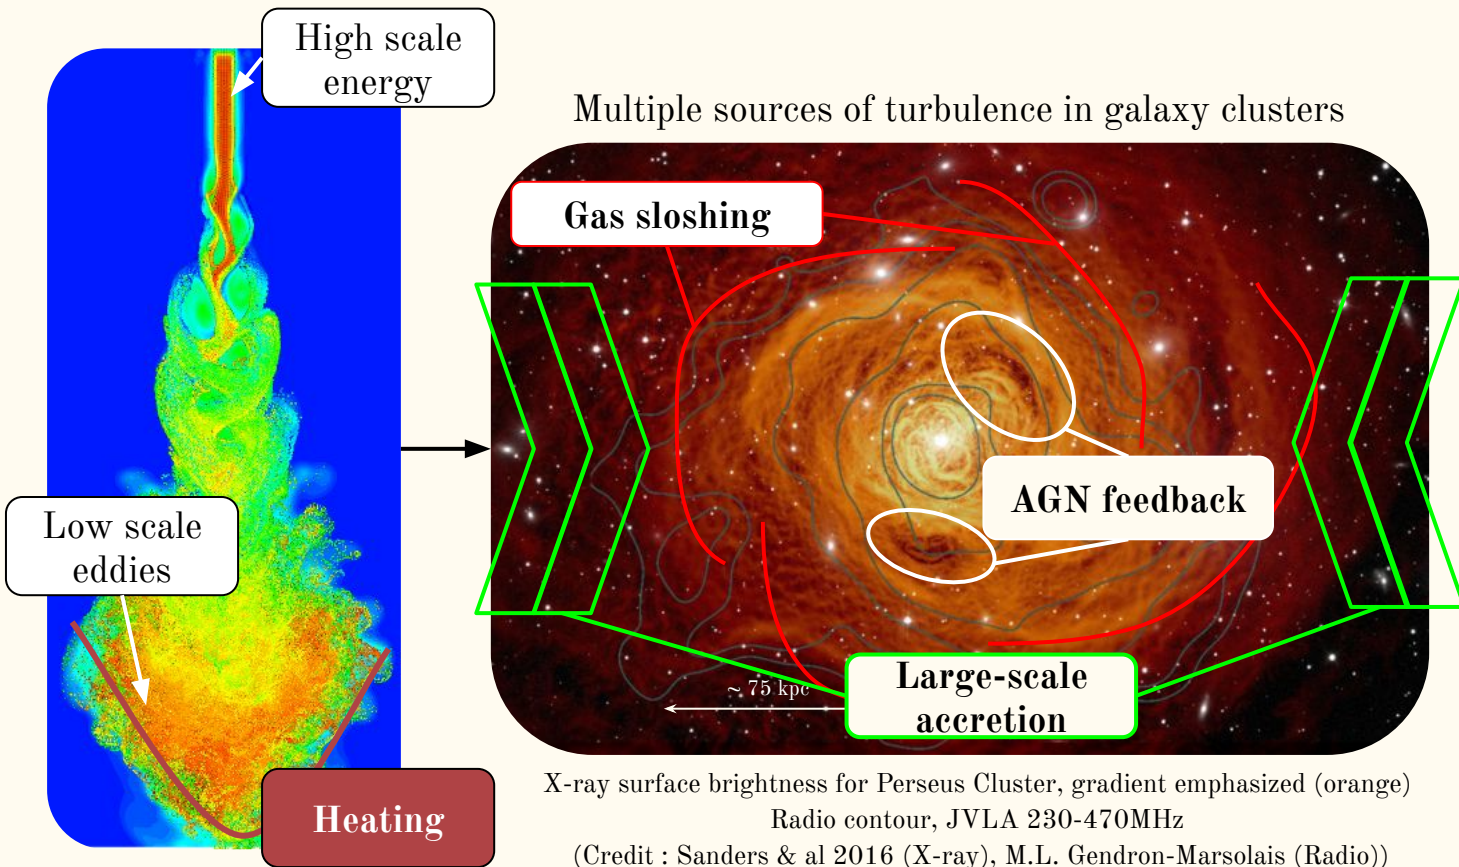 High scale
energy
Low scale
eddies
Heating
Multiple sources of turbulence in galaxy clusters
Gas sloshing
AGN feedback
Large-scale
accretion
~ 75 kpc
X-ray surface brightness for Perseus Cluster, gradient emphasized (orange)
Radio contour, JVLA 230-470MHz
(Credit : Sanders & al 2016 (X-ray), M.L. Gendron-Marsolais (Radio))